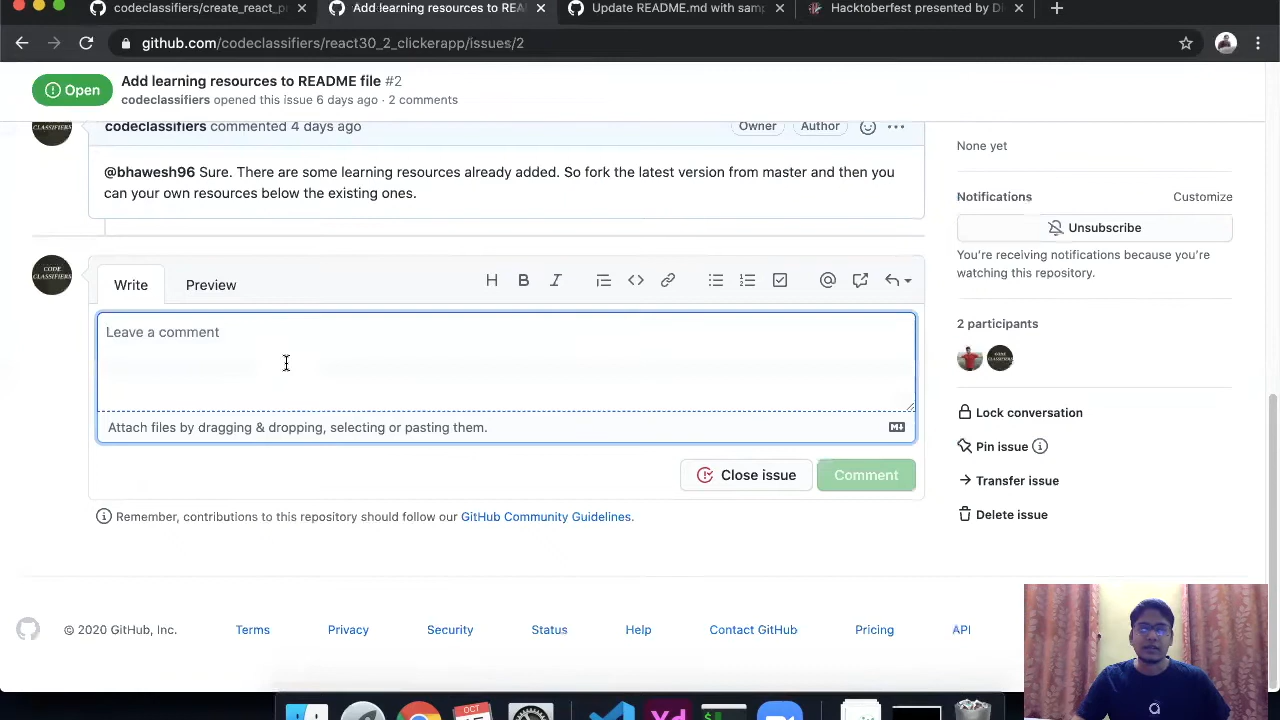 codeclassifiers/create_react_p
Add learning resources to REA
Update README.md with samp
Hacktoberfest presented by Di
github.com/codeclassifiers/react30_2_clickerapp/issues/2
Open
Add learning resources to README file #2
codeclassifiers opened this issue 6 days ago · 2 comments
CLASSIFIERS
codeclassifiers commented 4 days ago
Owner
Author
@bhawesh96 Sure. There are some learning resources already added. So fork the latest version from master and then you
can your own resources below the existing ones.
None yet
Notifications
Customize
Unsubscribe
You're receiving notifications because you're
watching this repository.
CODE
CLASSIFIERS
Write
Preview
Leave a comment
Attach files by dragging & dropping, selecting or pasting them.
Close issue
Comment
Remember, contributions to this repository should follow our GitHub Community Guidelines.
2 participants
Lock conversation
Pin issue
Transfer issue
Delete issue
© 2020 GitHub, Inc.
Terms
Privacy
Security
Status
Help
Contact GitHub
Pricing
API
OCT